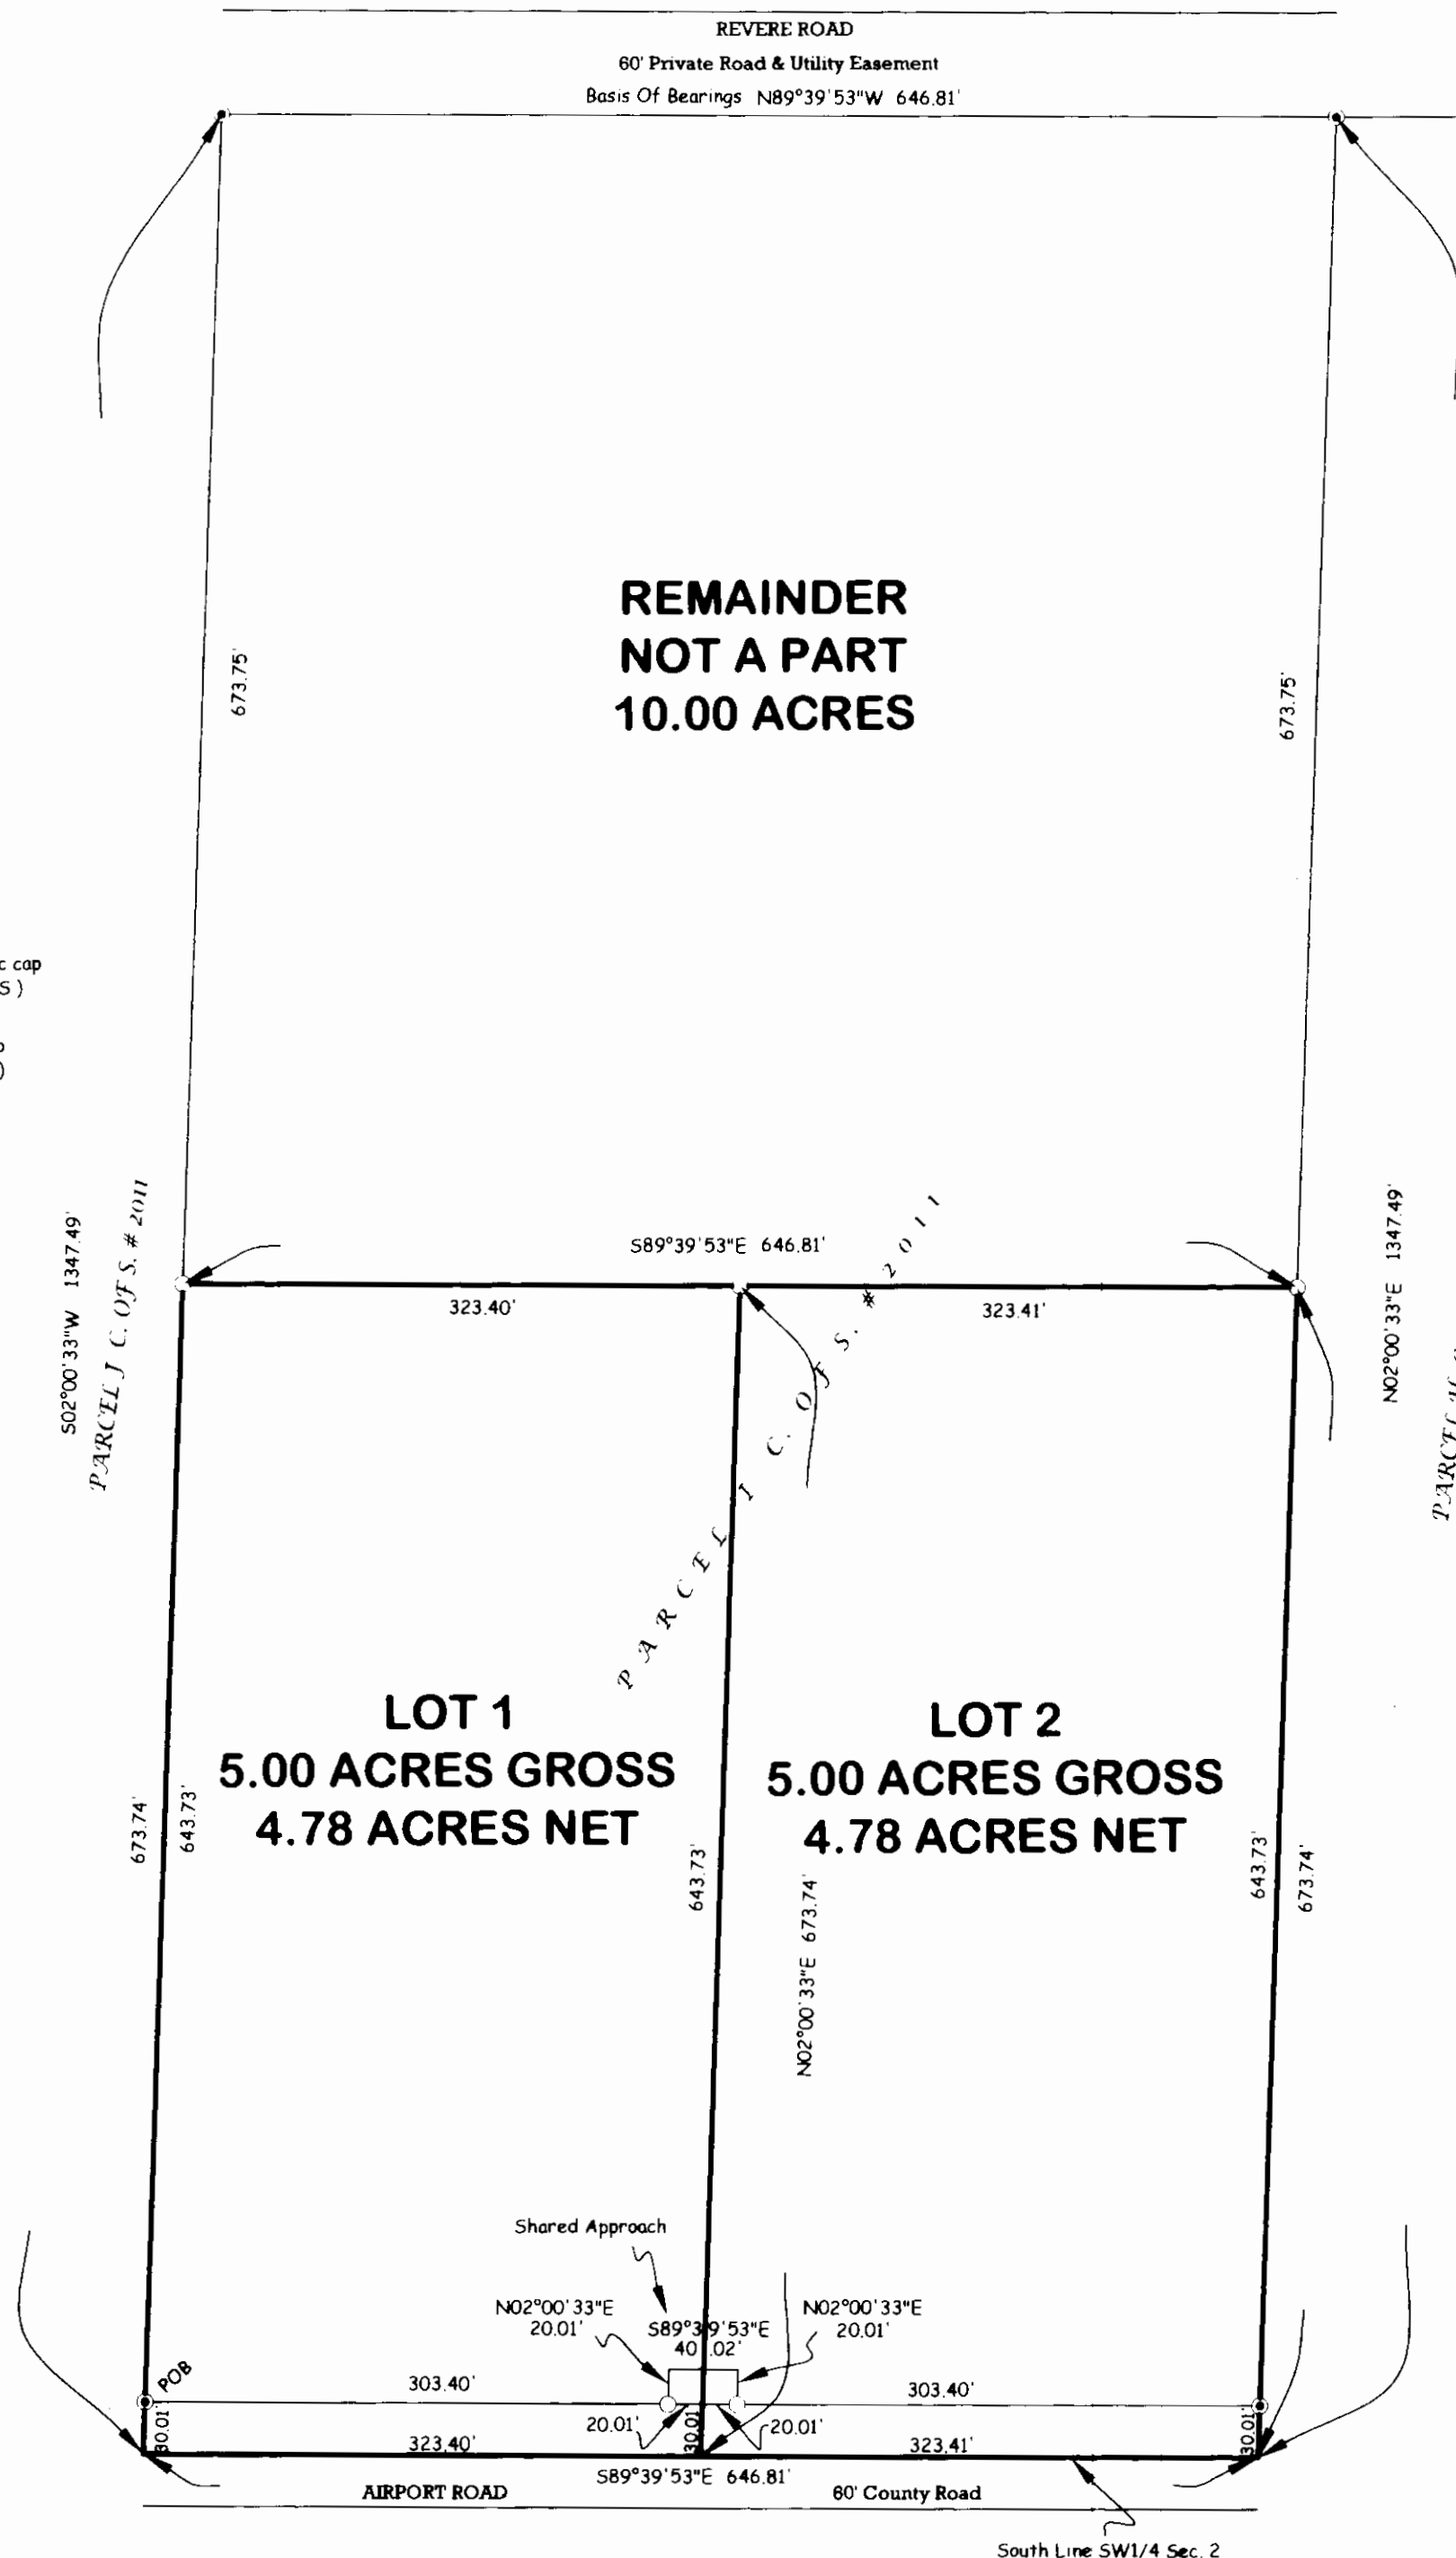 REVERE ROAD
60' Private Road & Utility Easement
Basis Of Bearings N89°39'53"W 646.81'
673.75'
673.75'
REMAINDER
NOT A PART
10.00 ACRES
c cap
S )
S89°39'53"E 646.81'
323.40'
323.41'
S02°00'33"W 1347.49'
PARCEL J C. OF S. # 2011
PARCEL I C. OF S. # 2011
N02°00'33"E 1347.49'
PARCEL
LOT 1
5.00 ACRES GROSS
4.78 ACRES NET
LOT 2
5.00 ACRES GROSS
4.78 ACRES NET
673.74'
643.73'
643.73'
N02°00'33"E 673.74'
643.73'
673.74'
Shared Approach
N02°00'33"E
20.01'
S89°39'53"E
40.02'
N02°00'33"E
20.01'
POB
303.40'
303.40'
30.01'
20.01'
30.01'
20.01'
30.01'
323.40'
323.41'
S89°39'53"E 646.81'
AIRPORT ROAD
60' County Road
South Line SW1/4 Sec. 2